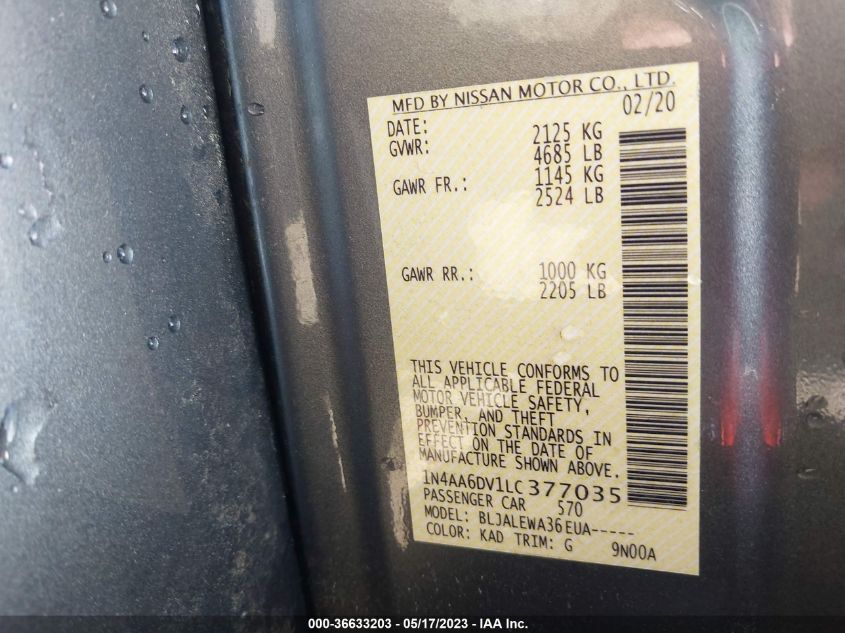 MFD BY NISSAN MOTOR CO., LTD.
DATE: 02/20
GVWR: 2125 KG
4685 LB
GAWR FR.: 1145 KG
2524 LB
GAWR RR.: 1000 KG
2205 LB
THIS VEHICLE CONFORMS TO
ALL APPLICABLE FEDERAL
MOTOR VEHICLE SAFETY,
BUMPER, AND THEFT
PREVENTION STANDARDS IN
EFFECT ON THE DATE OF
MANUFACTURE SHOWN ABOVE.
1N4AA6DV1LC377035
PASSENGER CAR 570
MODEL: BLJALEWA36EUA-----
COLOR: KAD TRIM: G 9N00A
000-36633203 - 05/17/2023 - IAA Inc.